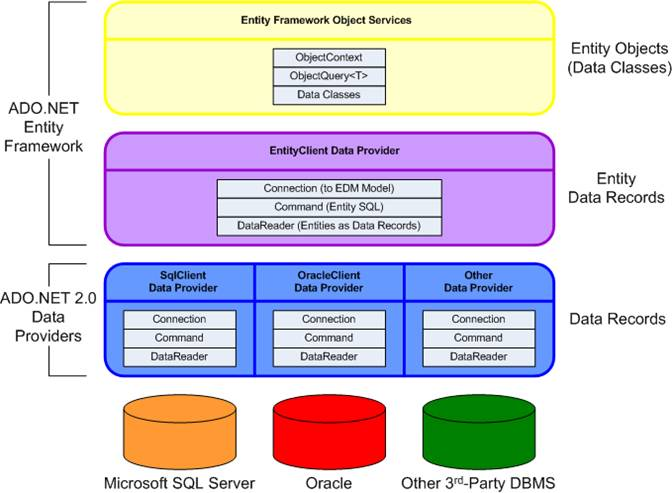 Entity Framework Object Services
ObjectContext
ObjectQuery<T>
Data Classes
Entity Objects
(Data Classes)
ADO.NET
Entity
Framework
EntityClient Data Provider
Connection (to EDM Model)
Command (Entity SQL)
DataReader (Entities as Data Records)
Entity
Data Records
ADO.NET 2.0
Data
Providers
SqlClient
Data Provider
Connection
Command
DataReader
OracleClient
Data Provider
Connection
Command
DataReader
Other
Data Provider
Connection
Command
DataReader
Data Records
Microsoft SQL Server
Oracle
Other 3rd-Party DBMS